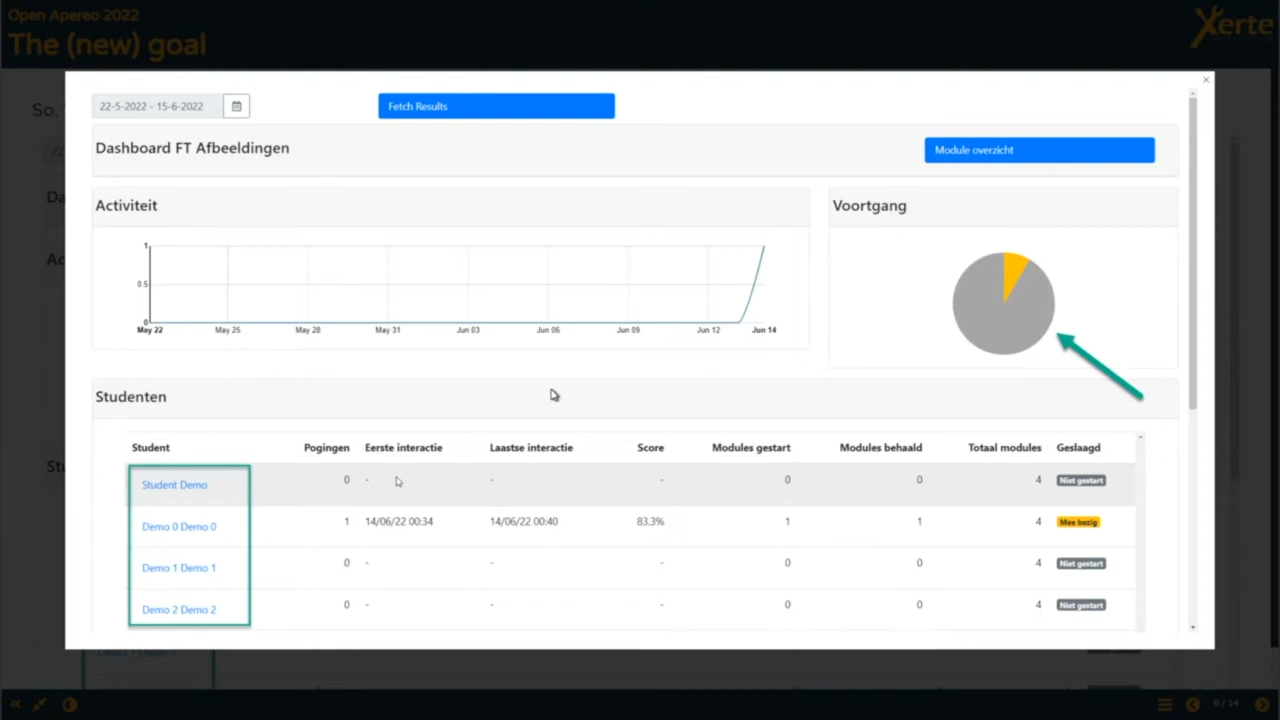 Open Apereo 2022
The (new) goal
Xerte
So.
22-5-2022 - 15-6-2022
Fetch Results
Dashboard FT Afbeeldingen
Module overzicht
Activiteit
Voortgang
1
0.5
0
May 22 May 25 May 28 May 31 Jun 03 Jun 06 Jun 09 Jun 12 Jun 14
Studenten
Student Pogingen Eerste interactie Laastse interactie Score Modules gestart Modules behaald Totaal modules Geslaagd
Student Demo 0 - - - 0 0 4 Niet gestart
Demo 0 Demo 0 1 14/06/22 00:34 14/06/22 00:40 83.3% 1 1 4 Mee bezig
Demo 1 Demo 1 0 - - - 0 0 4 Niet gestart
Demo 2 Demo 2 0 - - - 0 0 4 Niet gestart
6 / 14